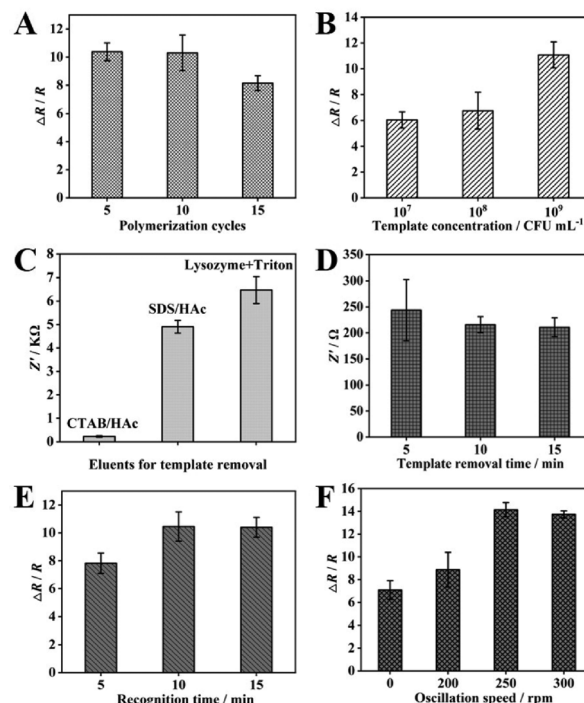 A
ΔR / R
12
10
8
6
4
2
0
5 10 15
Polymerization cycles
B
ΔR / R
14
12
10
8
6
4
2
0
10⁷ 10⁸ 10⁹
Template concentration / CFU mL⁻¹
C
Z' / KΩ
8
7
6
5
4
3
2
1
0
CTAB/HAc
SDS/HAc
Lysozyme+Triton
Eluents for template removal
D
Z' / Ω
350
300
250
200
150
100
50
0
5 10 15
Template removal time / min
E
ΔR / R
14
12
10
8
6
4
2
0
5 10 15
Recognition time / min
F
ΔR / R
16
14
12
10
8
6
4
2
0
0 200 250 300
Oscillation speed / rpm